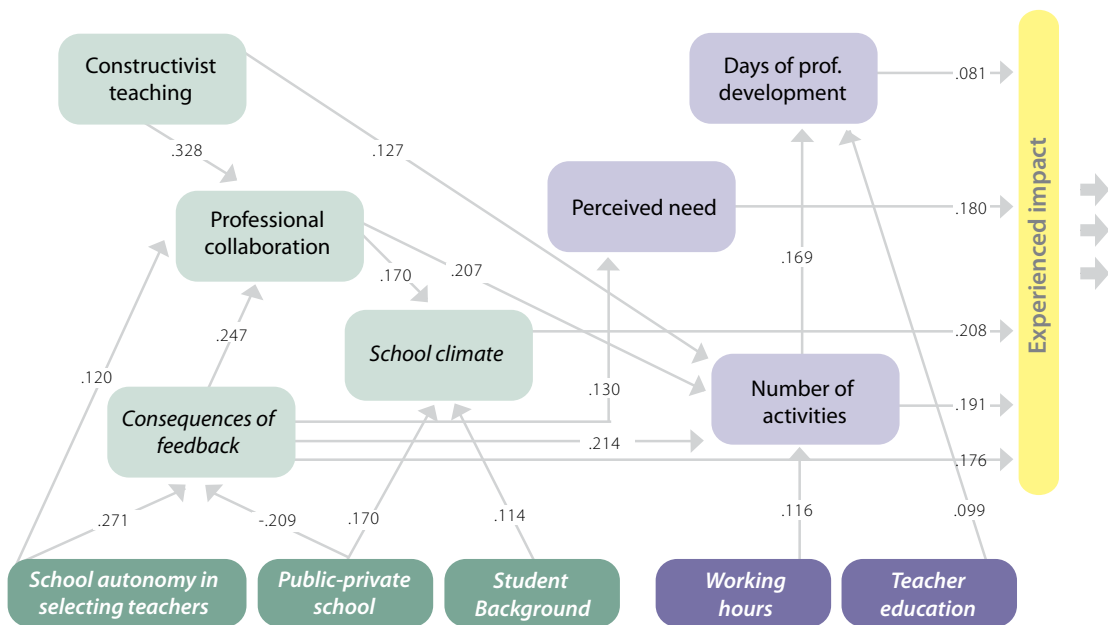 Constructivist
teaching
Days of prof.
development
.081
.328
.127
Professional
collaboration
Perceived need
.180
.170
.207
.169
.247
School climate
.208
.120
.130
Number of
activities
.191
Consequences of
feedback
.214
.176
.271
-.209
.170
.114
.116
.099
School autonomy in
selecting teachers
Public-private
school
Student
Background
Working
hours
Teacher
education
Experienced impact